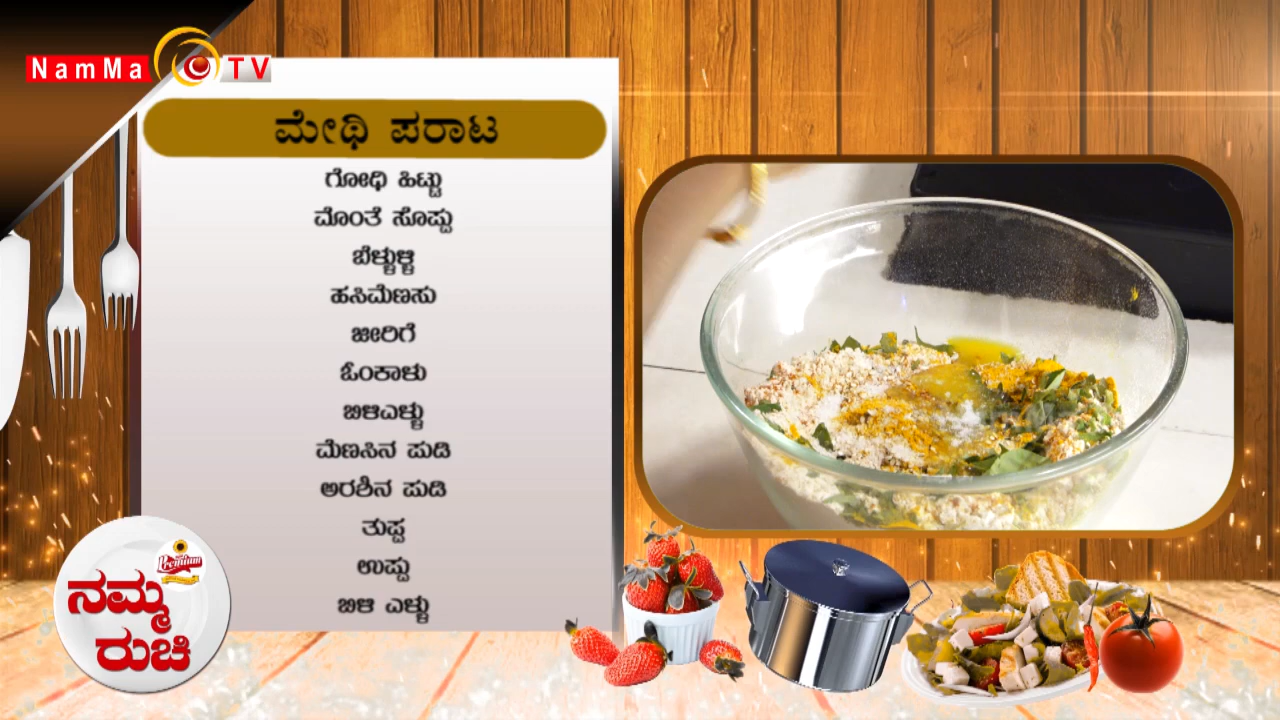 NamMa TV
ಮೇಥಿ ಪರಾಟ
ಗೋಧಿ ಹಿಟ್ಟು
ಮೊಂತೆ ಸೊಪ್ಪು
ಬೆಳ್ಳುಳ್ಳಿ
ಹಸಿಮೆಣಸು
ಜೀರಿಗೆ
ಓಂಕಾಳು
ಬಿಳಿಎಳ್ಳು
ಮೆಣಸಿನ ಪುಡಿ
ಅರಶಿನ ಪುಡಿ
ತುಪ್ಪ
ಉಪ್ಪು
ಬಿಳಿ ಎಳ್ಳು
Premium
ನಮ್ಮ
ರುಚಿ